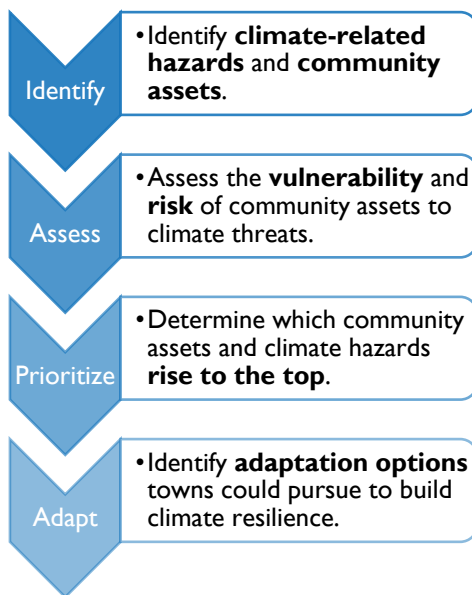 Identify
•Identify climate-related
hazards and community
assets.
Assess
•Assess the vulnerability and
risk of community assets to
climate threats.
Prioritize
•Determine which community
assets and climate hazards
rise to the top.
Adapt
•Identify adaptation options
towns could pursue to build
climate resilience.